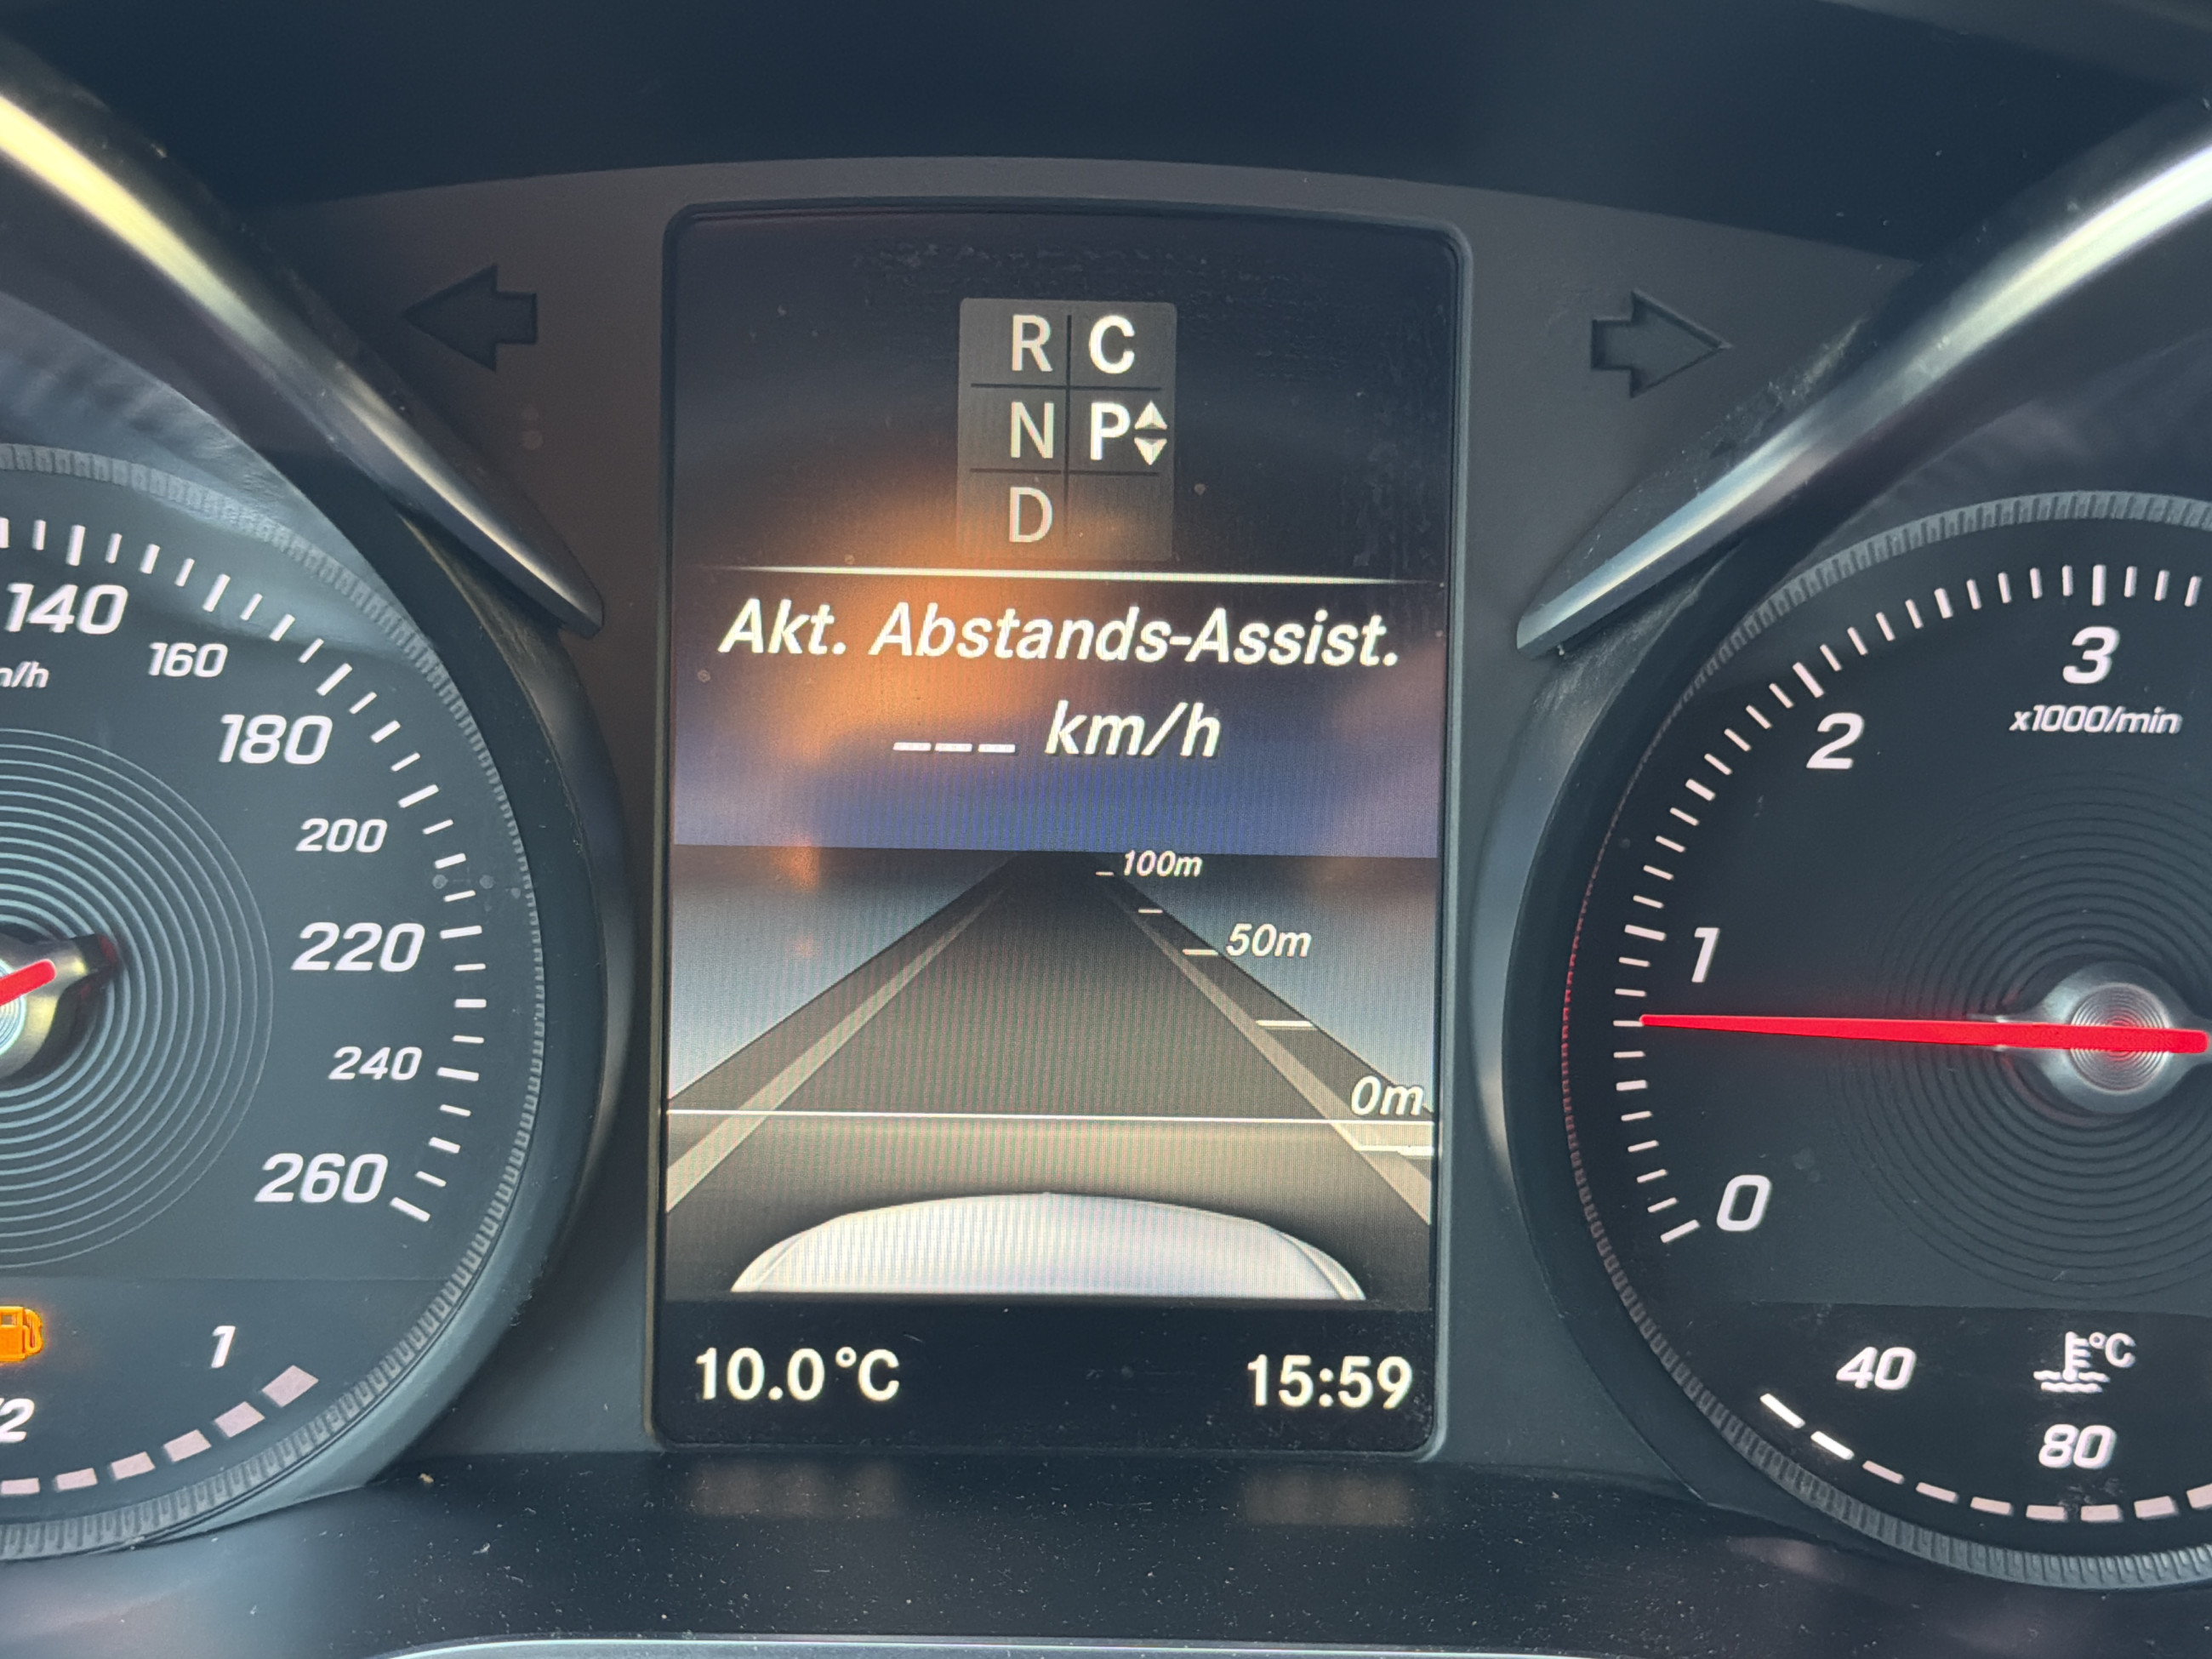 R C
N P
D
Akt. Abstands-Assist.
--- km/h
100m
50m
0m
10.0°C 15:59
140
160
180
200
220
240
260
1
3
x1000/min
2
1
0
40
°C
80